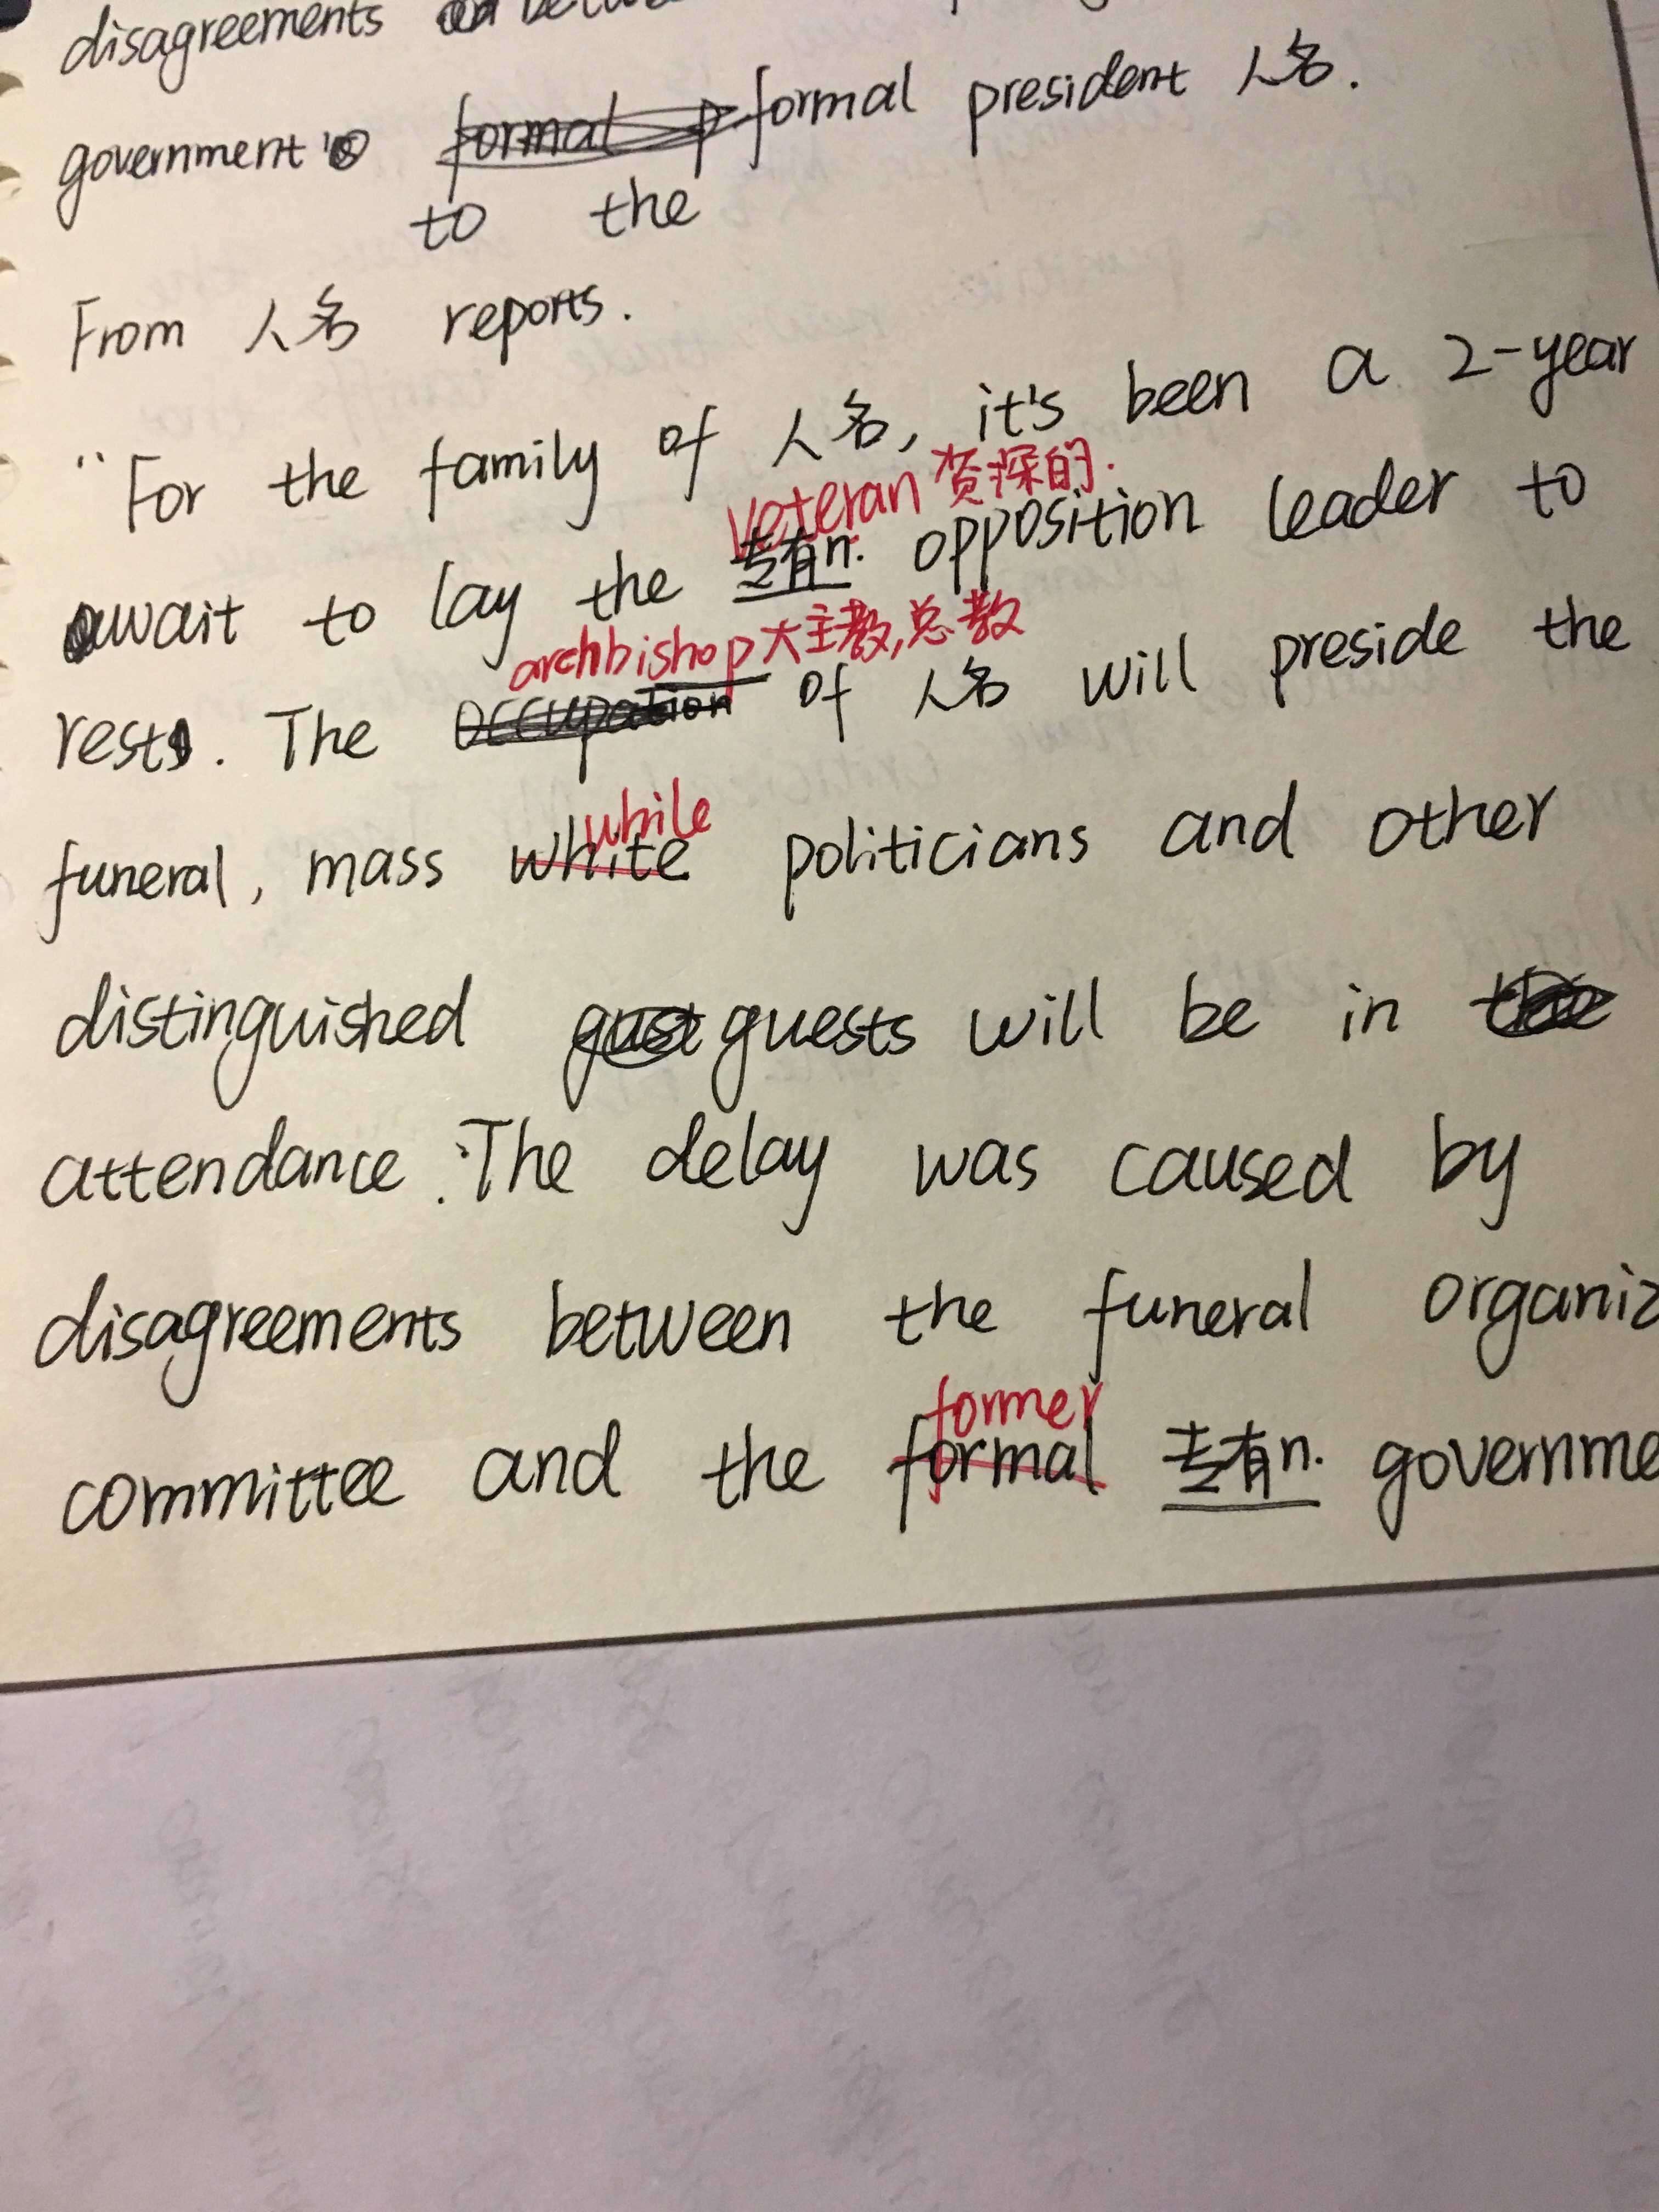 disagreements
government's formal formal president 人名.
to the
From 人名 reports.
"For the family of 人名, it's been a 2-year
veteran 资深的.
await to lay the 专有n. opposition leader to
archbishop 大主教,总教
rest. The occupation of 人名 will preside the
while
funeral, mass white politicians and other
distinguished gust guests will be in the
attendance. The delay was caused by
disagreements between the funeral organiz
former
committee and the formal 专有n. governme